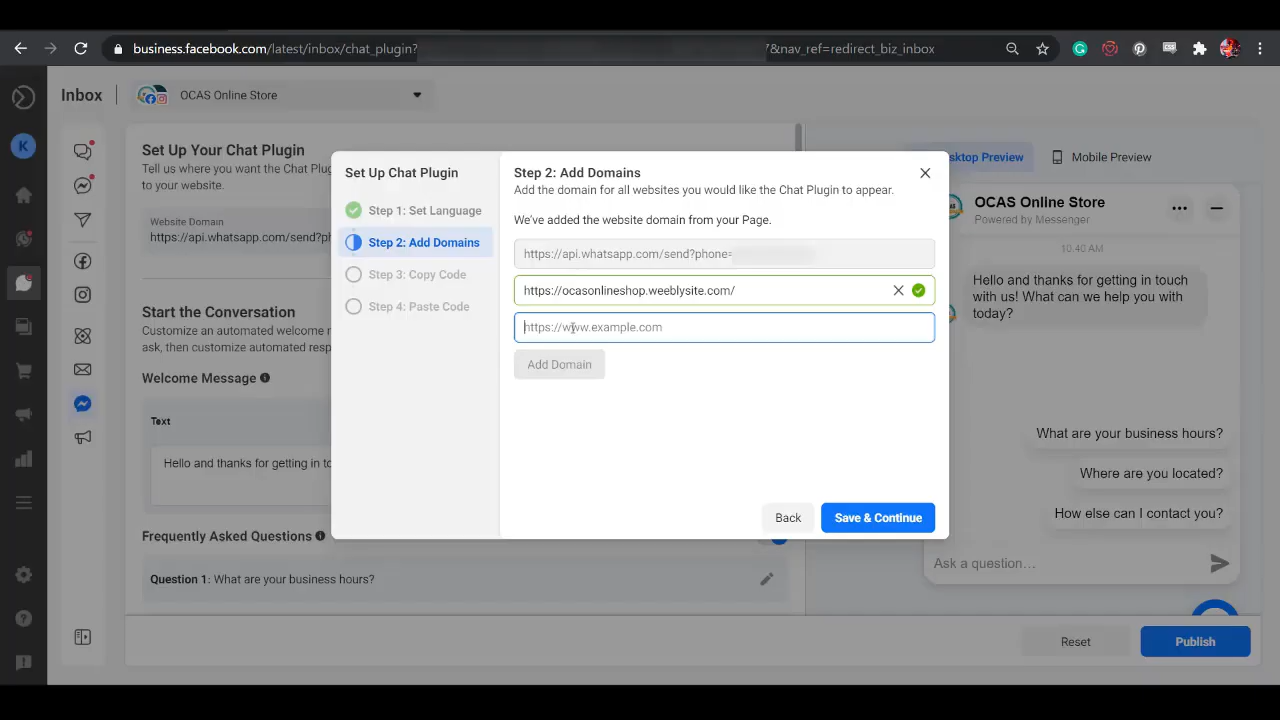 business.facebook.com/latest/inbox/chat_plugin?
&nav_ref=redirect_biz_inbox
Inbox
OCAS Online Store
K
Set Up Your Chat Plugin
Tell us where you want the Chat Plu
to your website.
Website Domain
https://api.whatsapp.com/send?ph
Start the Conversation
Customize an automated welcome
ask, then customize automated resp
Welcome Message
Text
Hello and thanks for getting in to
Frequently Asked Questions
Question 1: What are your business hours?
Set Up Chat Plugin
Step 1: Set Language
Step 2: Add Domains
Step 3: Copy Code
Step 4: Paste Code
Step 2: Add Domains
Add the domain for all websites you would like the Chat Plugin to appear.
We've added the website domain from your Page.
https://api.whatsapp.com/send?phone=
https://ocasonlineshop.weeblysite.com/
https://www.example.com
Add Domain
Back
Save & Continue
sktop Preview
Mobile Preview
OCAS Online Store
Powered by Messenger
10.40 AM
Hello and thanks for getting in touch
with us! What can we help you with
today?
What are your business hours?
Where are you located?
How else can I contact you?
Ask a question…
Reset
Publish